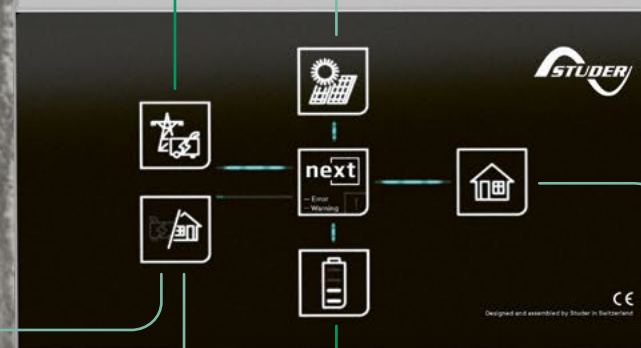 STUDER
next
— Error
— Warning
CE
Designed and assembled by Studer in Switzerland